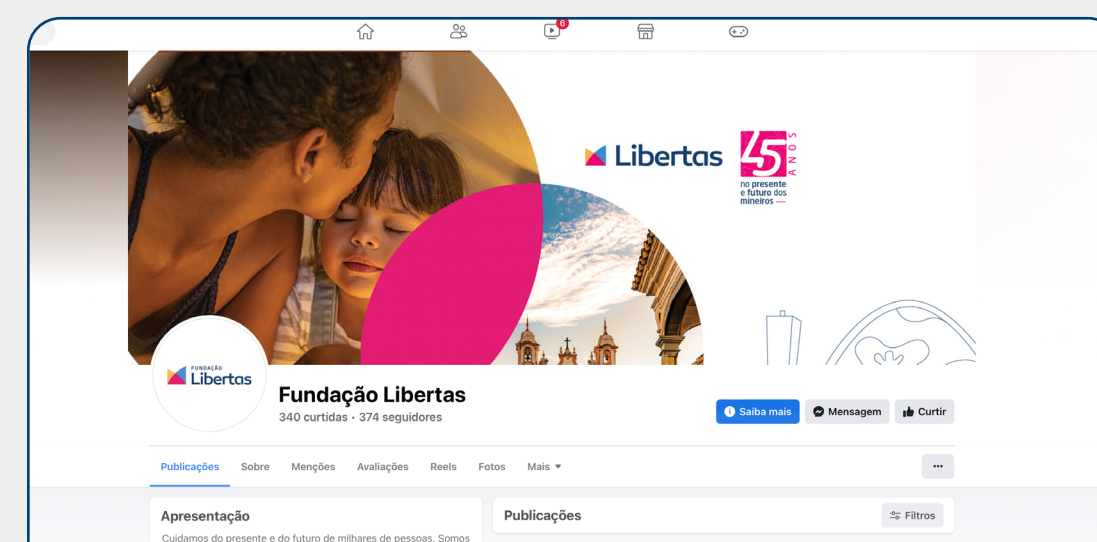 6
Libertas
45
ANOS
no presente
e futuro dos
mineiros
FUNDAÇÃO
Libertas
Fundação Libertas
340 curtidas · 374 seguidores
Saiba mais
Mensagem
Curtir
Publicações Sobre Menções Avaliações Reels Fotos Mais
Apresentação
Publicações
Filtros
Cuidamos do presente e do futuro de milhares de pessoas. Somos